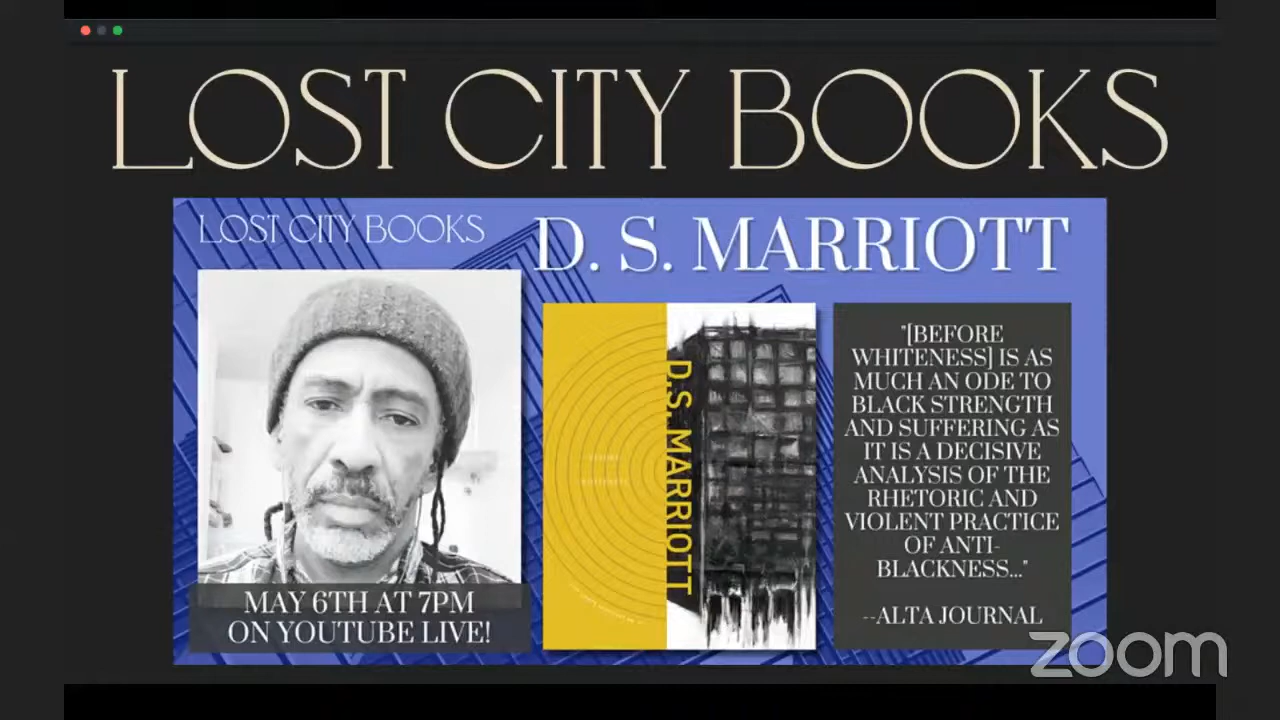 LOST CITY BOOKS
LOST CITY BOOKS
D. S. MARRIOTT
MAY 6TH AT 7PM
ON YOUTUBE LIVE!
D.S. MARRIOTT
"[BEFORE
WHITENESS] IS AS
MUCH AN ODE TO
BLACK STRENGTH
AND SUFFERING AS
IT IS A DECISIVE
ANALYSIS OF THE
RHETORIC AND
VIOLENT PRACTICE
OF ANTI-
BLACKNESS..."
--ALTA JOURNAL
zoom